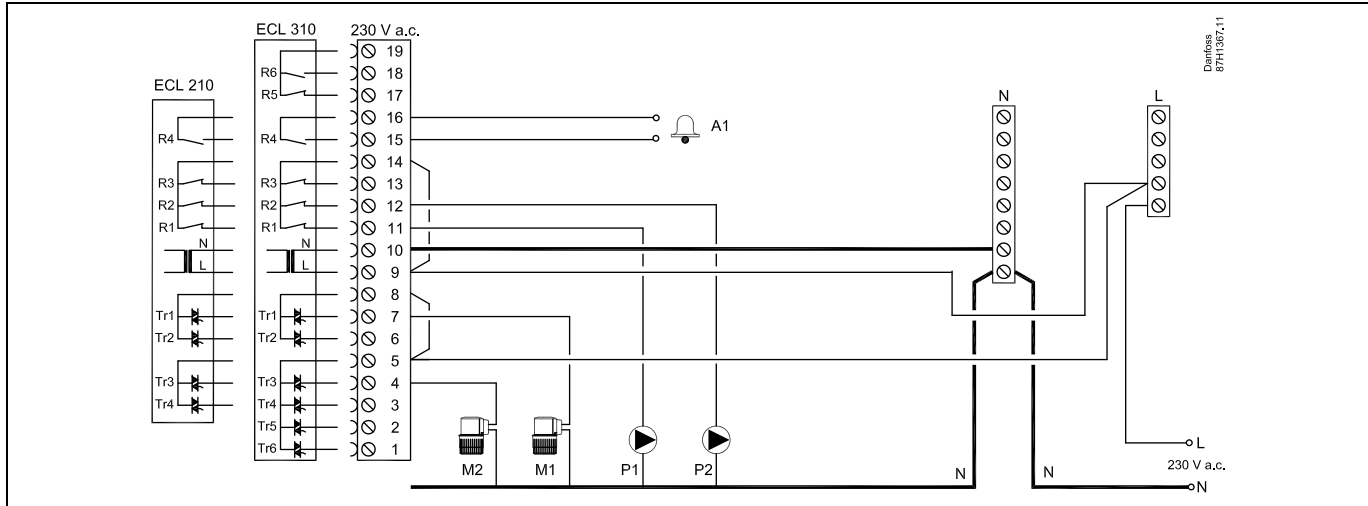 ECL 310
230 V a.c.
ECL 210
19
R6 18
R5 17
16
R4 R4 15
14
R3 R3 13
R2 R2 12
R1 R1 11
N N 10
L L 9
8
Tr1 Tr1 7
Tr2 Tr2 6
5
Tr3 Tr3 4
Tr4 Tr4 3
Tr5 2
Tr6 1
A1
N
L
Danfoss
87H1367.11
M2 M1 P1 P2
N N
L
230 V a.c.
N